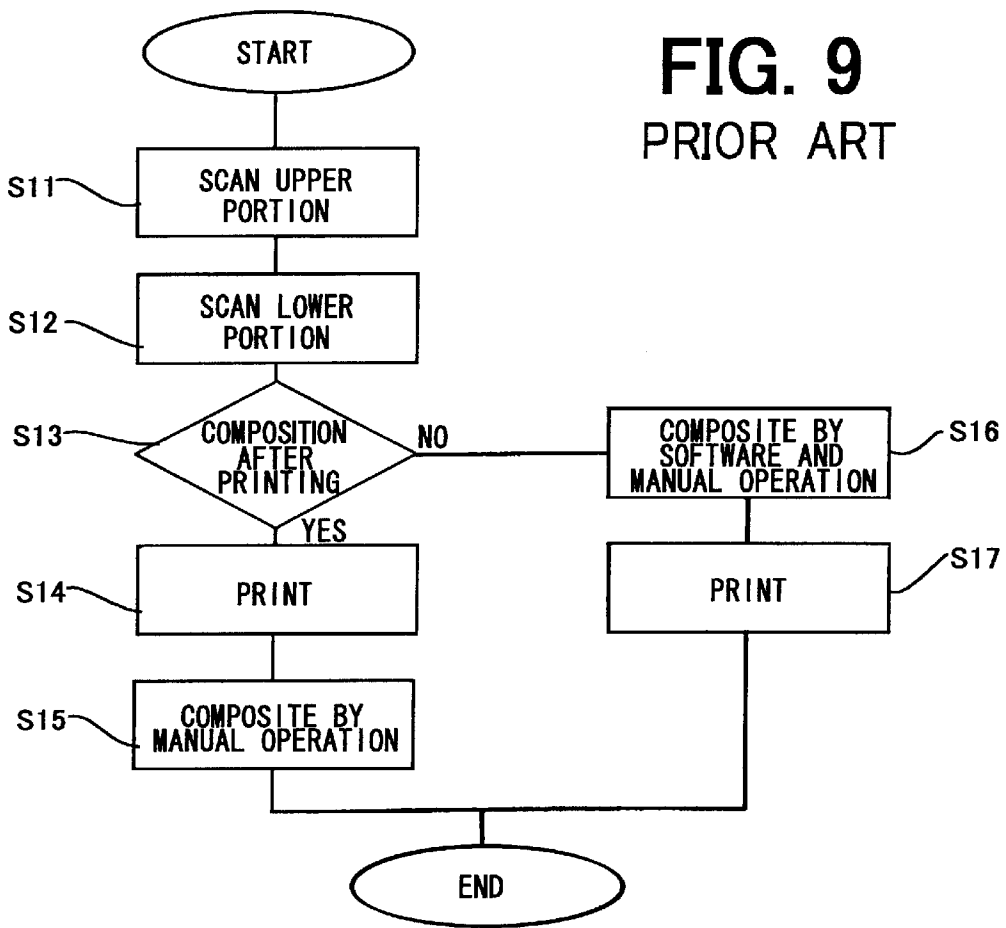 START
FIG. 9
PRIOR ART
S11
SCAN UPPER
PORTION
S12
SCAN LOWER
PORTION
S13
COMPOSITION
AFTER
PRINTING
NO
YES
S14
PRINT
S15
COMPOSITE BY
MANUAL OPERATION
COMPOSITE BY
SOFTWARE AND
MANUAL OPERATION
S16
PRINT
S17
END